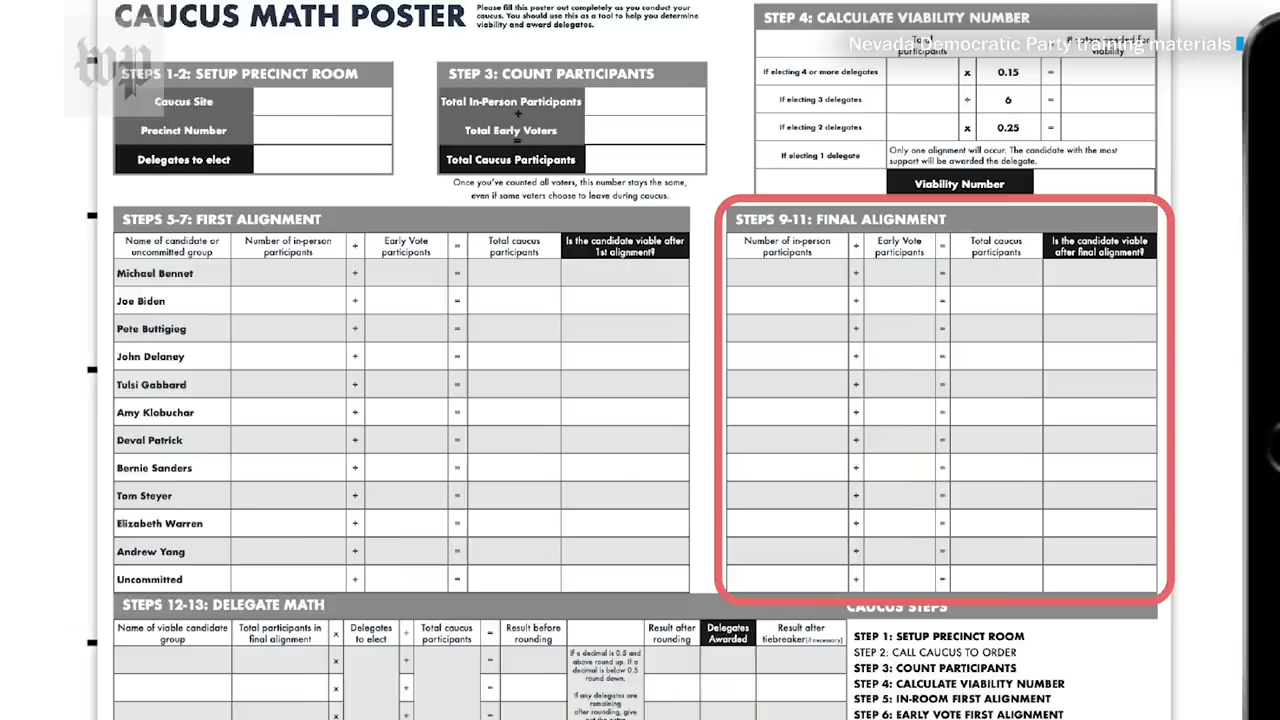 CAUCUS MATH POSTER
Please fill this poster out completely as you conduct your
caucus. You should use this as a tool to help you determine
viability and award delegates.
Nevada Democratic Party training materials
wp
STEPS 1-2: SETUP PRECINCT ROOM
Caucus Site
Precinct Number
Delegates to elect
STEP 3: COUNT PARTICIPANTS
Total In-Person Participants
+
Total Early Voters
=
Total Caucus Participants
Once you've counted all voters, this number stays the same,
even if some voters choose to leave during caucus.
STEP 4: CALCULATE VIABILITY NUMBER
Total
participants
viability
If electing 4 or more delegates x 0.15 =
If electing 3 delegates ÷ 6 =
If electing 2 delegates x 0.25 =
If electing 1 delegate
Only one alignment will occur. The candidate with the most
support will be awarded the delegate.
Viability Number
STEPS 5-7: FIRST ALIGNMENT
Name of candidate or
uncommitted group
Number of in-person
participants
+
Early Vote
participants
=
Total caucus
participants
Is the candidate viable after
1st alignment?
Michael Bennet + =
Joe Biden + =
Pete Buttigieg + =
John Delaney + =
Tulsi Gabbard + =
Amy Klobuchar + =
Deval Patrick + =
Bernie Sanders + =
Tom Steyer + =
Elizabeth Warren + =
Andrew Yang + =
Uncommitted + =
STEPS 9-11: FINAL ALIGNMENT
Number of in-person
participants
+
Early Vote
participants
=
Total caucus
participants
Is the candidate viable
after final alignment?
+ =
+ =
+ =
+ =
+ =
+ =
+ =
+ =
+ =
+ =
+ =
+ =
STEPS 12-13: DELEGATE MATH
Name of viable candidate
group
Total participants in
final alignment
x
Delegates
to elect
÷
Total caucus
participants
=
Result before
rounding
Result after
rounding
Delegates
Awarded
Result after
tiebreaker (if necessary)
x ÷ =
x ÷ =
x ÷ =
If a decimal is 0.5 and
above round up. If a
decimal is below 0.5
round down.
If any delegates are
remaining
after rounding, give
CAUCUS STEPS
STEP 1: SETUP PRECINCT ROOM
STEP 2: CALL CAUCUS TO ORDER
STEP 3: COUNT PARTICIPANTS
STEP 4: CALCULATE VIABILITY NUMBER
STEP 5: IN-ROOM FIRST ALIGNMENT
STEP 6: EARLY VOTE FIRST ALIGNMENT